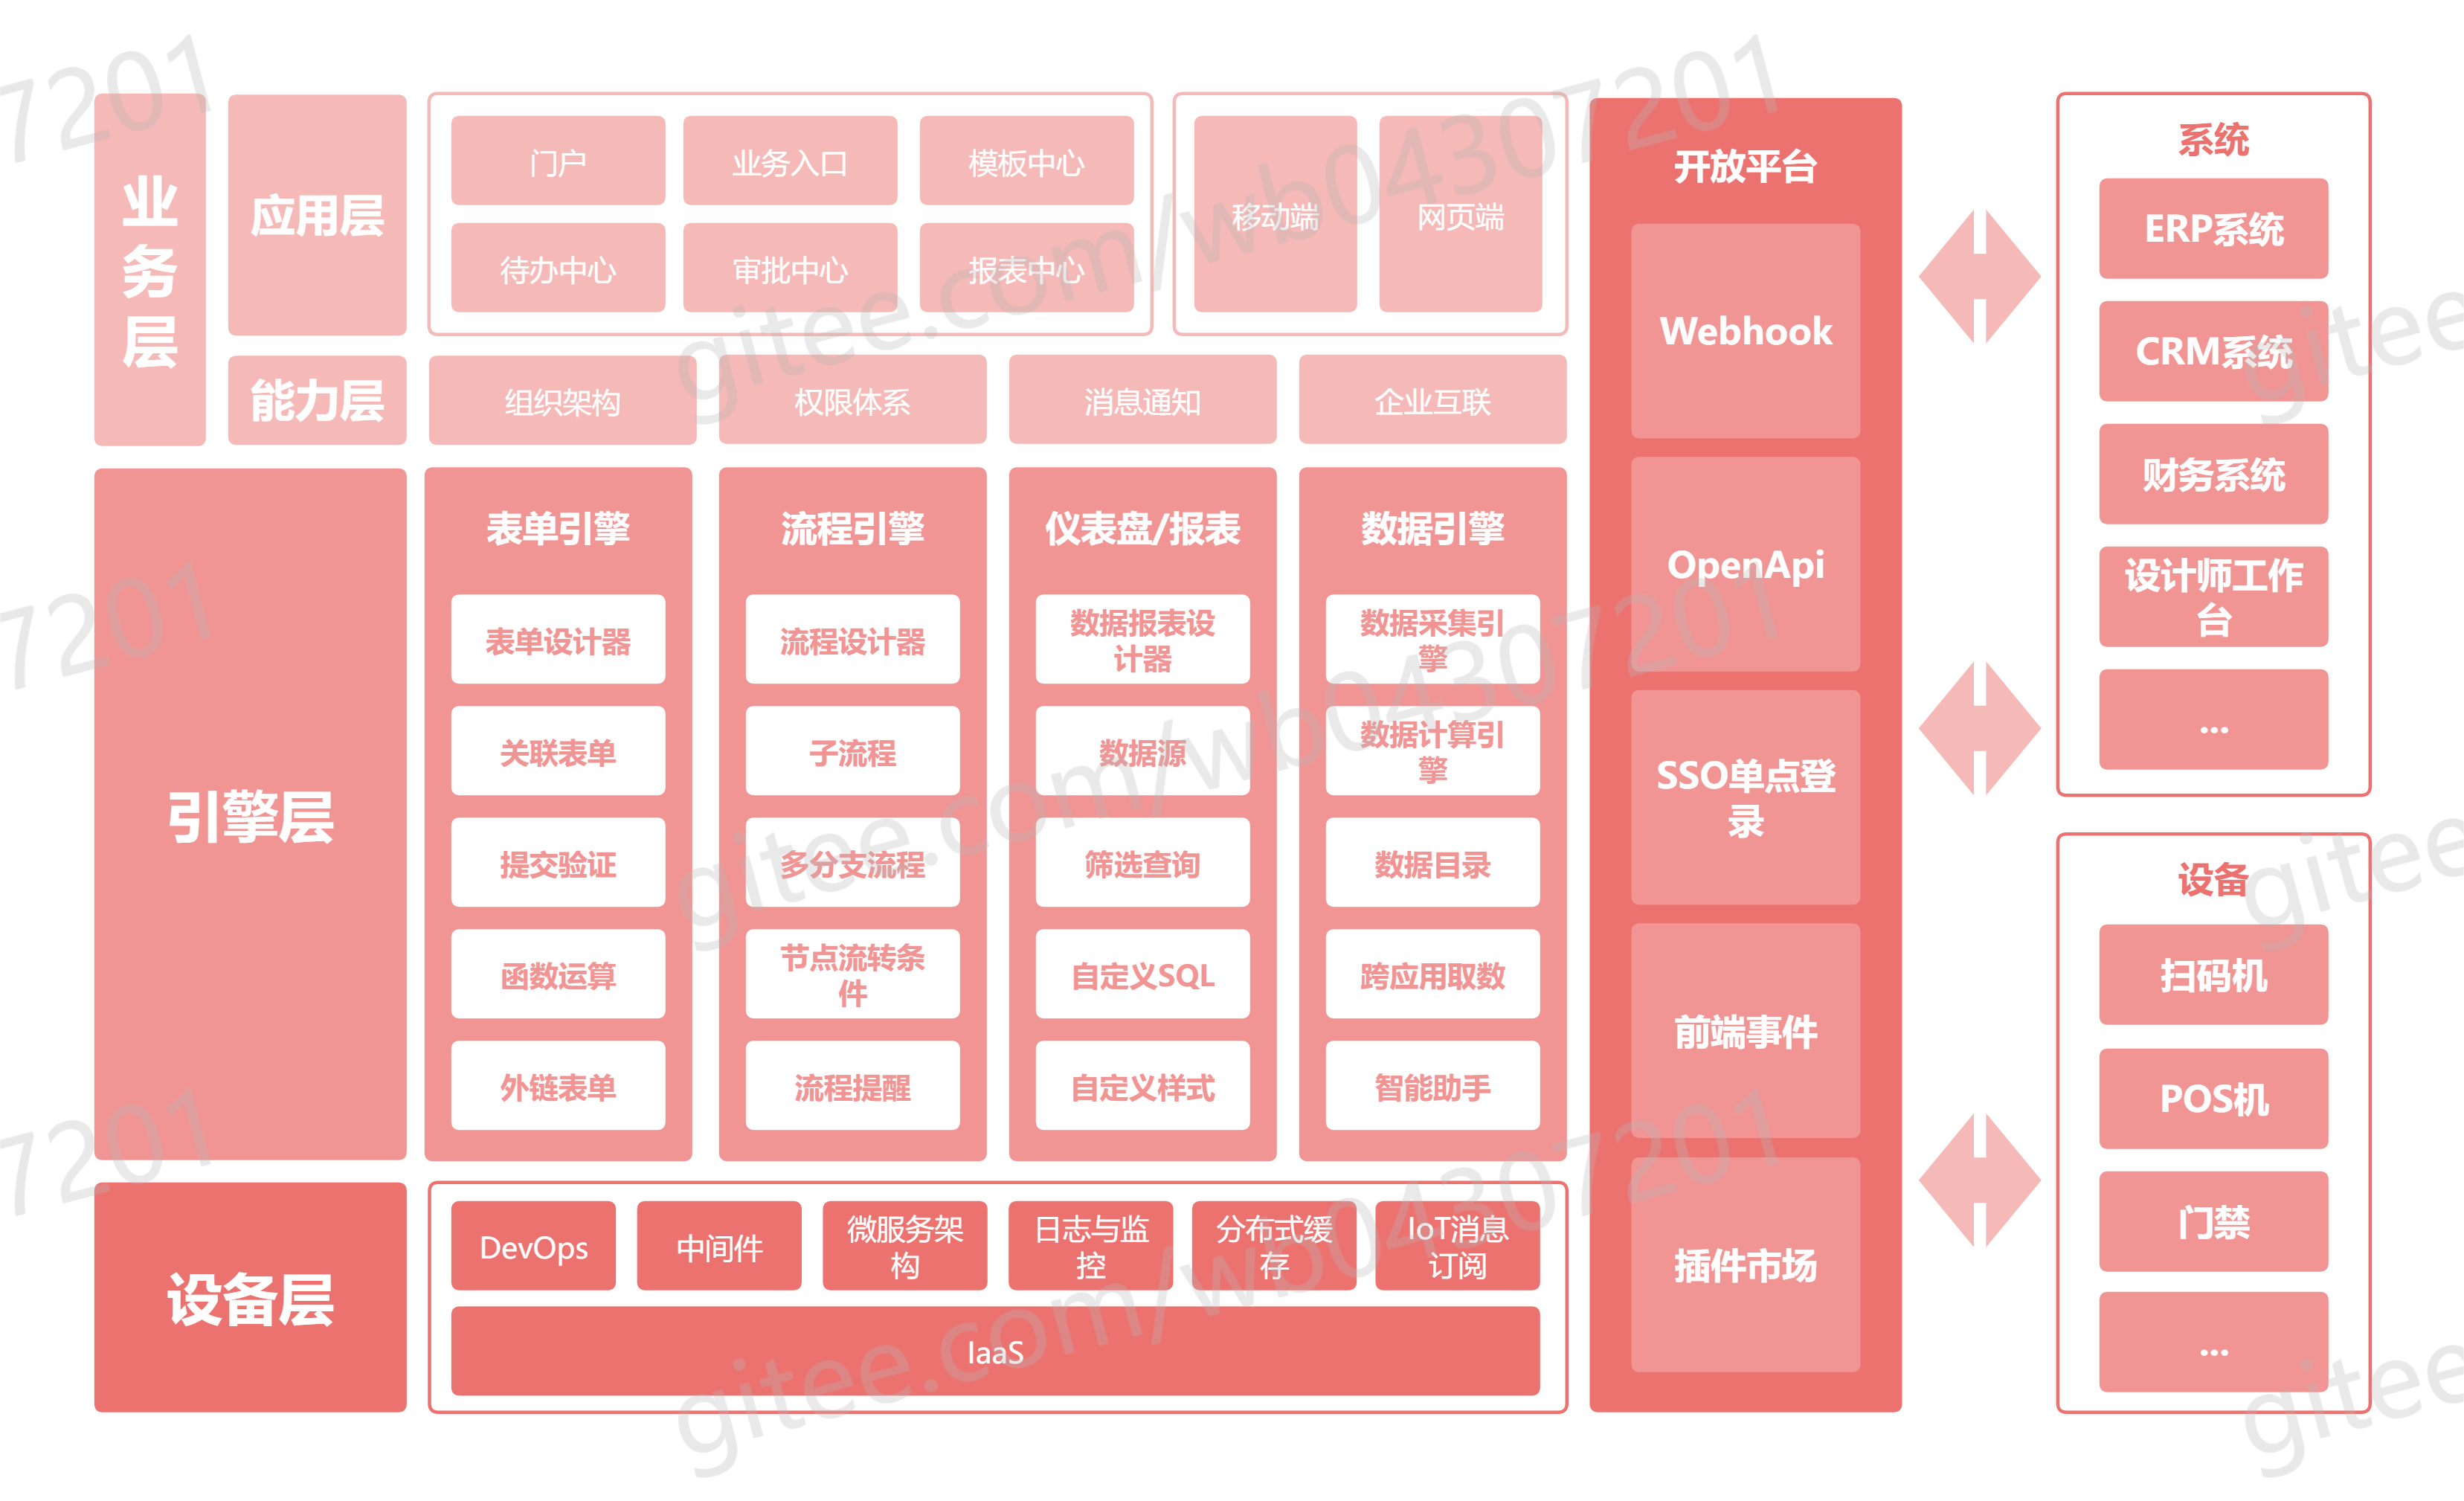 业
务
层
应用层
门户
业务入口
模板中心
待办中心
审批中心
报表中心
移动端
网页端
能力层
组织架构
权限体系
消息通知
企业互联
引擎层
表单引擎
表单设计器
关联表单
提交验证
函数运算
外链表单
流程引擎
流程设计器
子流程
多分支流程
节点流转条
件
流程提醒
仪表盘/报表
数据报表设
计器
数据源
筛选查询
自定义SQL
自定义样式
数据引擎
数据采集引
擎
数据计算引
擎
数据目录
跨应用取数
智能助手
设备层
DevOps
中间件
微服务架
构
日志与监
控
分布式缓
存
IoT消息
订阅
IaaS
开放平台
Webhook
OpenApi
SSO单点登
录
前端事件
插件市场
系统
ERP系统
CRM系统
财务系统
设计师工作
台
...
设备
扫码机
POS机
门禁
...
7201
gitee.com/wb04307201
gitee
7201
gitee.com/wb04307201
gitee
7201
gitee.com/wb04307201
gitee